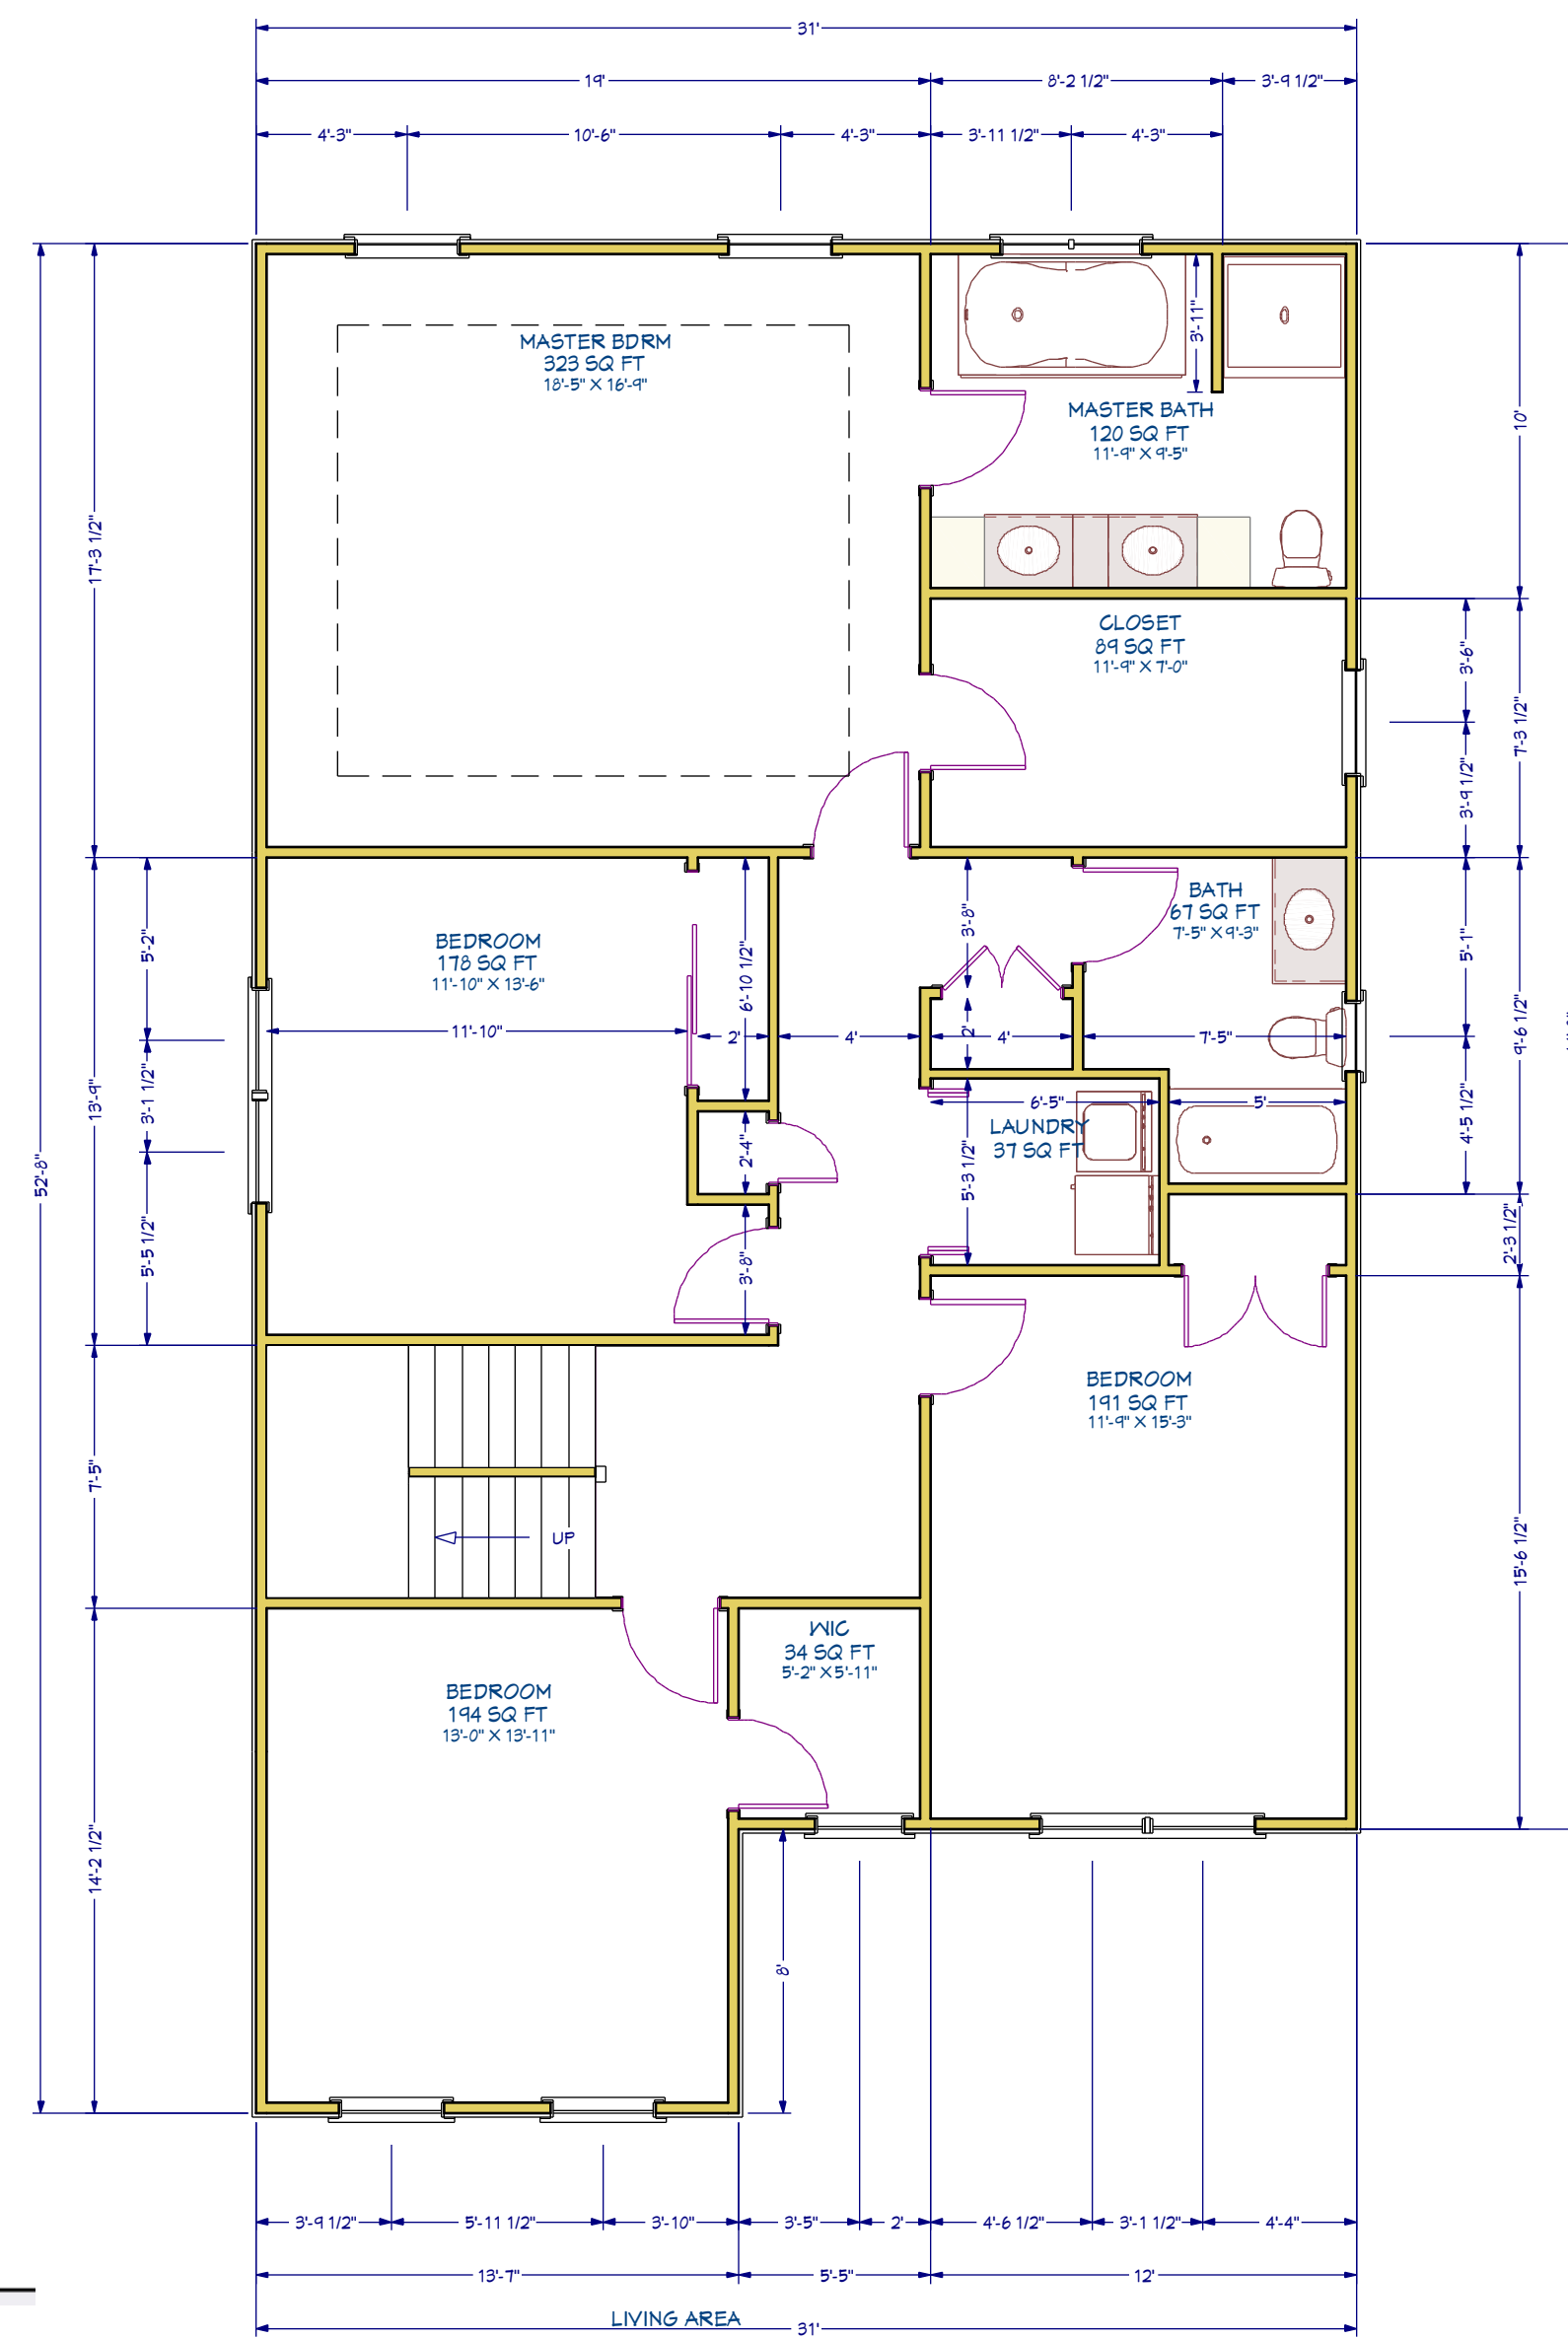 31'
19'
8'-2 1/2"
3'-9 1/2"
4'-3"
10'-6"
4'-3"
3'-11 1/2"
4'-3"
MASTER BDRM
323 SQ FT
18'-5" X 16'-9"
3'-11"
MASTER BATH
120 SQ FT
11'-9" X 9'-5"
10'
17'-3 1/2"
CLOSET
89 SQ FT
11'-9" X 7'-0"
3'-6"
7'-3 1/2"
3'-9 1/2"
BEDROOM
178 SQ FT
11'-10" X 13'-6"
BATH
67 SQ FT
7'-5" X 9'-3"
5'-2"
6'-10 1/2"
3'-8"
5'-1"
11'-10"
2'
4'
2'
4'
7'-5"
9'-6 1/2"
3'-1 1/2"
13'-9"
52'-8"
6'-5"
5'
LAUNDRY
37 SQ FT
2'-4"
5'-3 1/2"
4'-5 1/2"
5'-5 1/2"
3'-8"
2'-3 1/2"
BEDROOM
191 SQ FT
11'-9" X 15'-3"
7'-5"
UP
15'-6 1/2"
WIC
34 SQ FT
5'-2" X 5'-11"
BEDROOM
194 SQ FT
13'-0" X 13'-11"
14'-2 1/2"
8'
3'-9 1/2"
5'-11 1/2"
3'-10"
3'-5"
2'
4'-6 1/2"
3'-1 1/2"
4'-4"
13'-7"
5'-5"
12'
LIVING AREA
31'